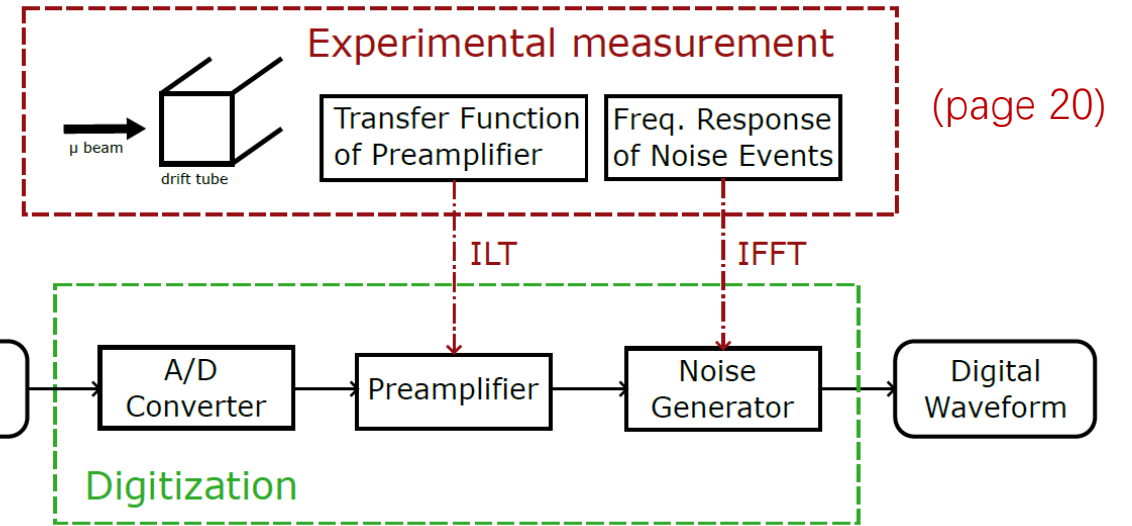 Experimental measurement
(page 20)
μ beam
drift tube
Transfer Function
of Preamplifier
Freq. Response
of Noise Events
ILT
IFFT
A/D
Converter
Preamplifier
Noise
Generator
Digital
Waveform
Digitization